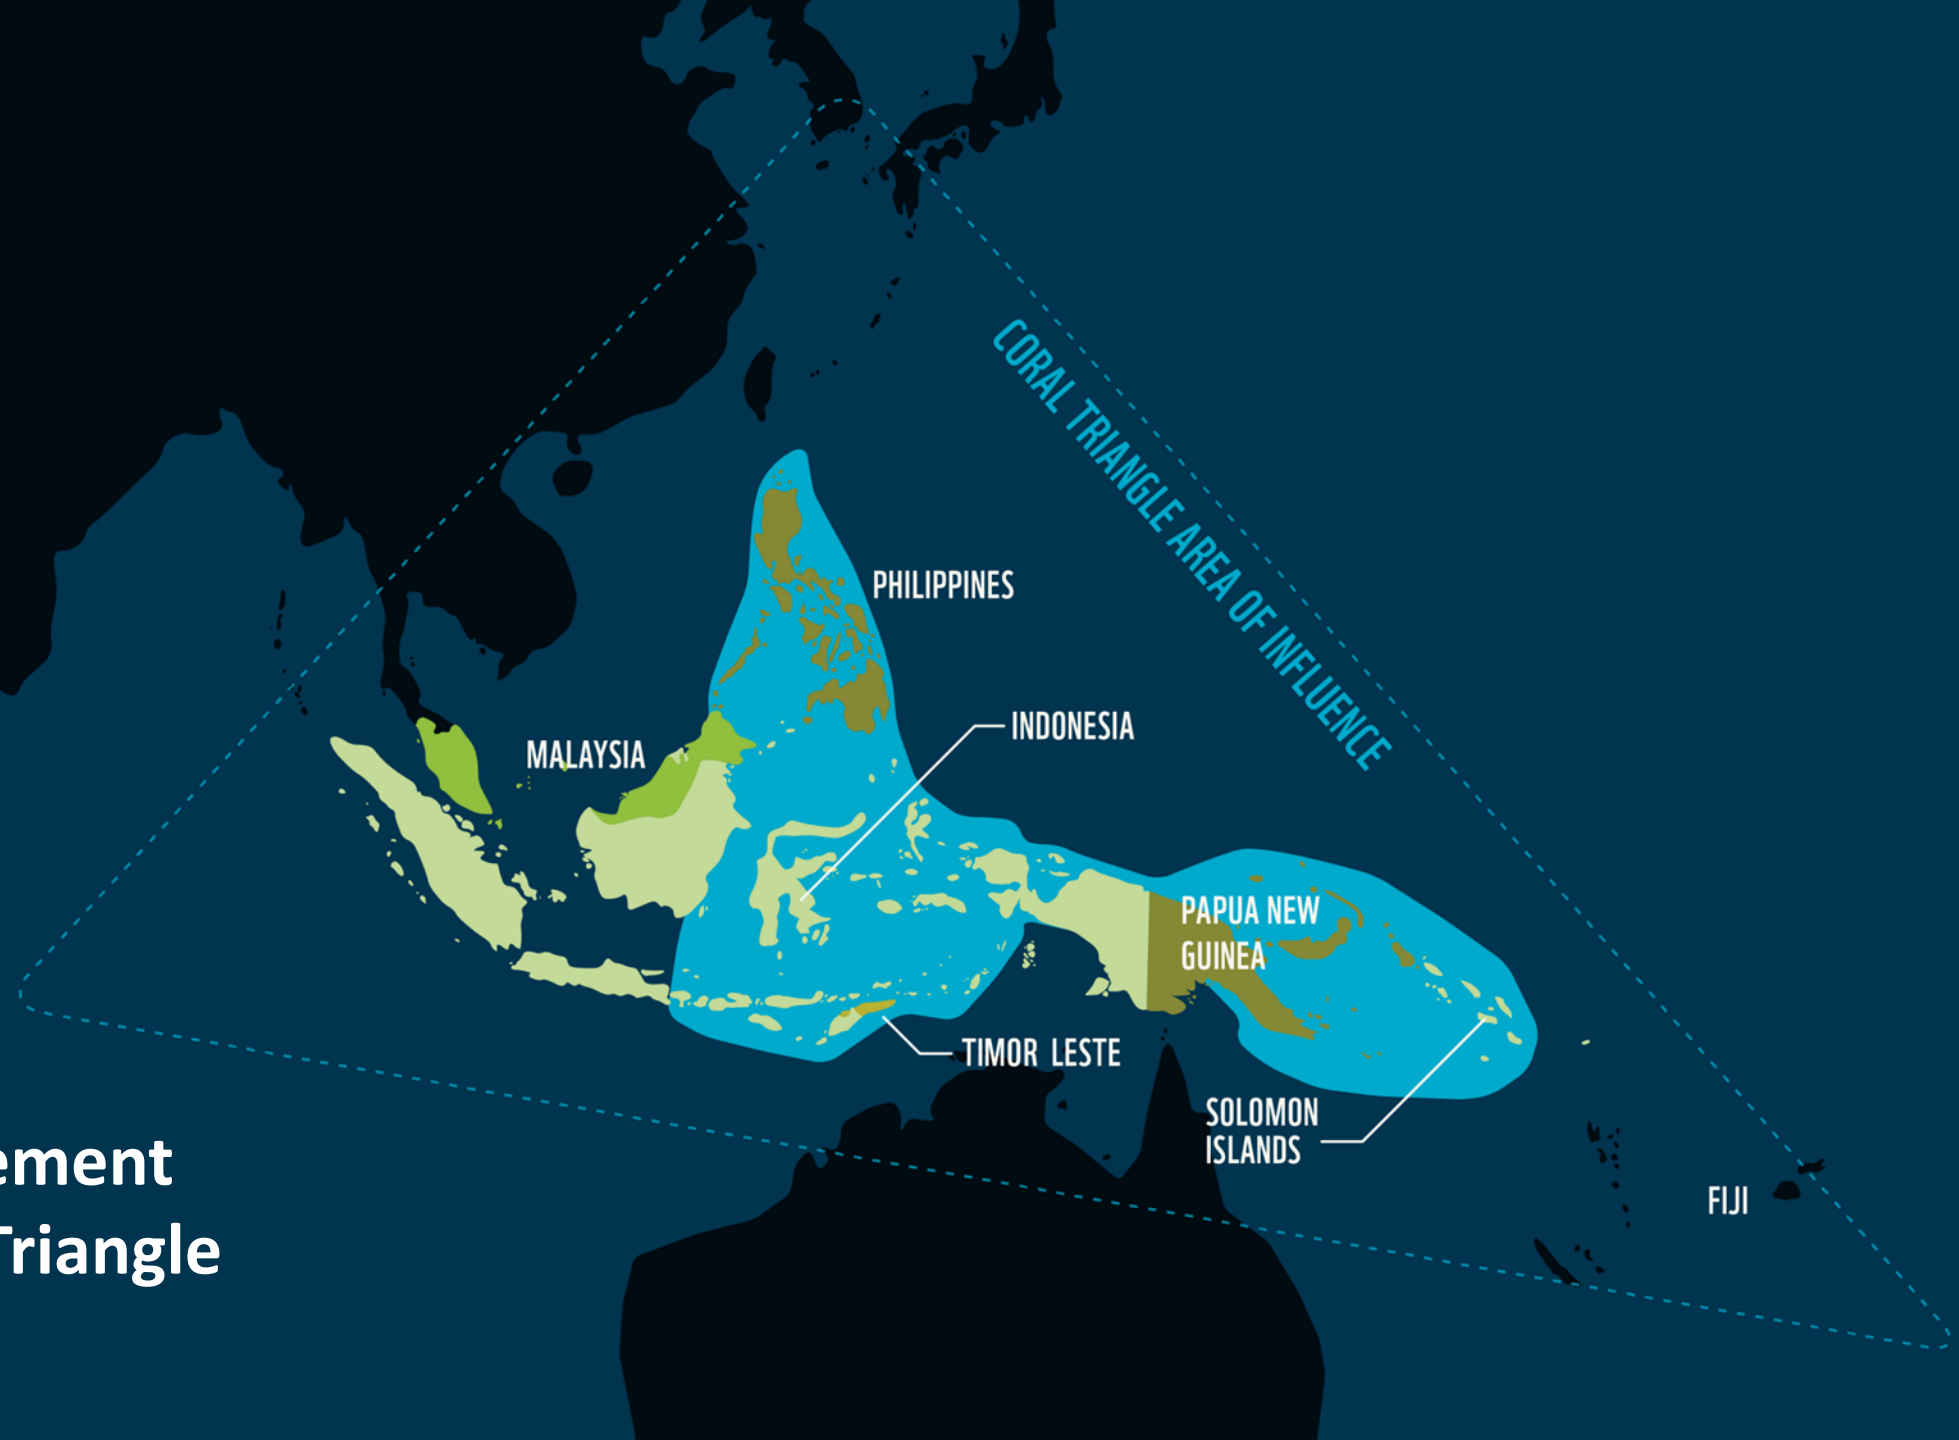 CORAL TRIANGLE AREA OF INFLUENCE
PHILIPPINES
INDONESIA
MALAYSIA
PAPUA NEW
GUINEA
TIMOR LESTE
SOLOMON
ISLANDS
FIJI
ement
Triangle